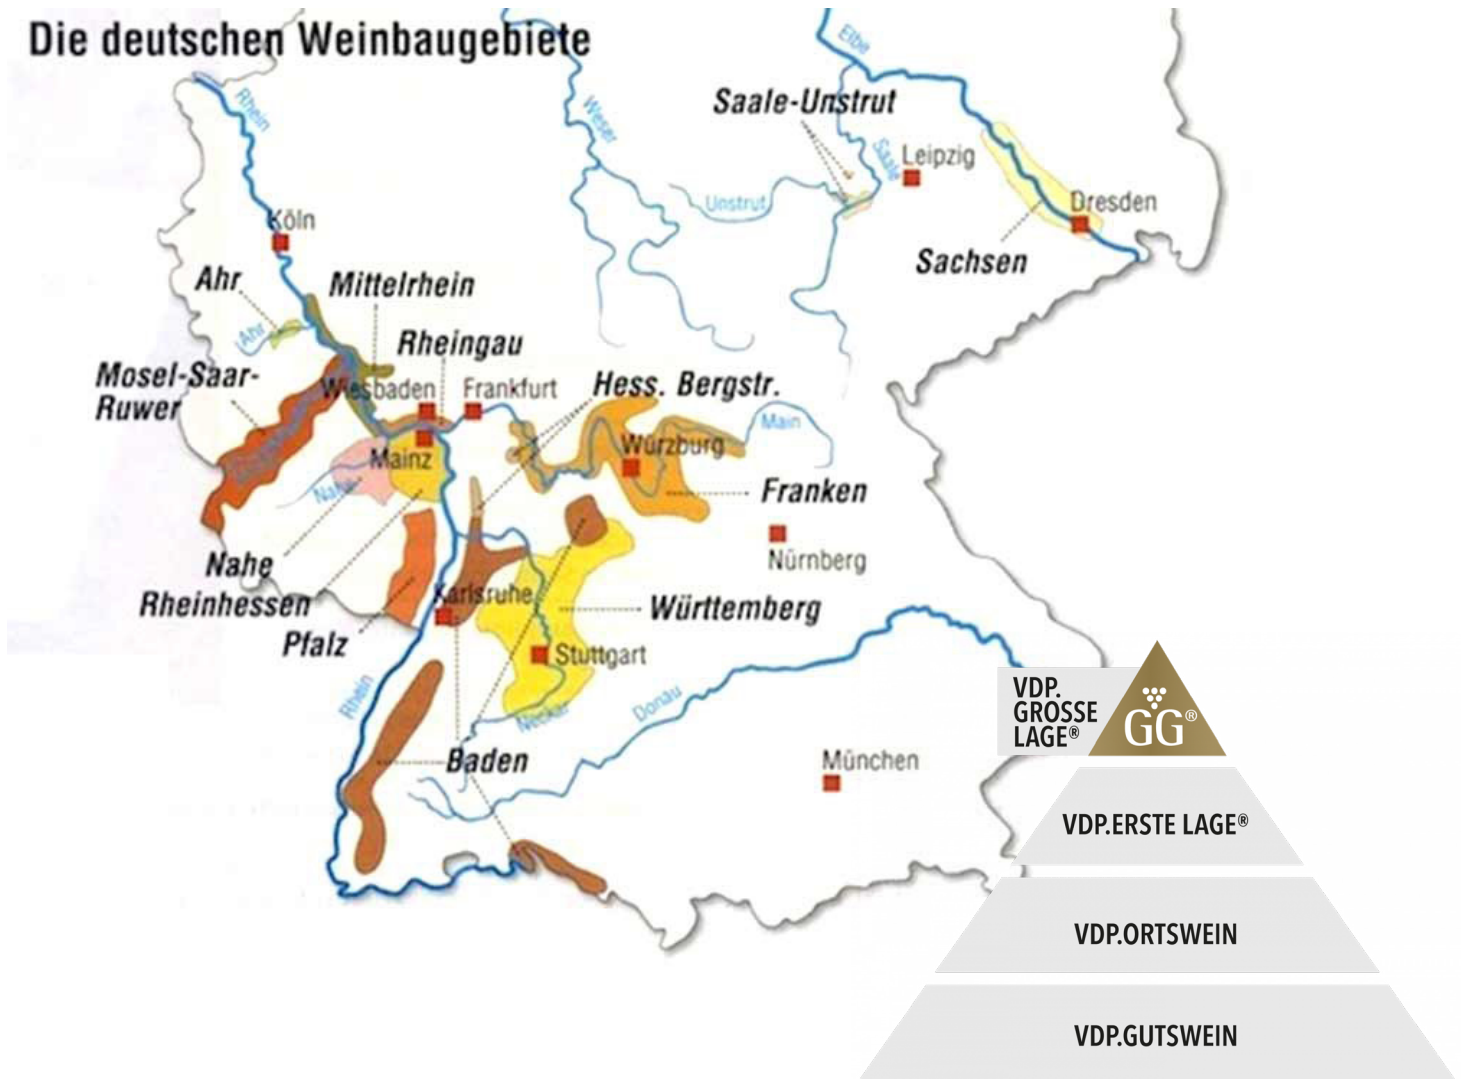 Die deutschen Weinbaugebiete
Elbe
Rhein
Weser
Saale-Unstrut
Saale
Leipzig
Unstrut
Dresden
Köln
Sachsen
Ahr
Mittelrhein
Ahr
Rheingau
Mosel-Saar-
Ruwer
Wiesbaden
Frankfurt
Hess. Bergstr.
Main
Mainz
Würzburg
Nahe
Franken
Nürnberg
Nahe
Rheinhessen
Karlsruhe
Württemberg
Pfalz
Stuttgart
Rhein
Neckar
Donau
Baden
München
VDP.
GROSSE
LAGE®
GG®
VDP.ERSTE LAGE®
VDP.ORTSWEIN
VDP.GUTSWEIN